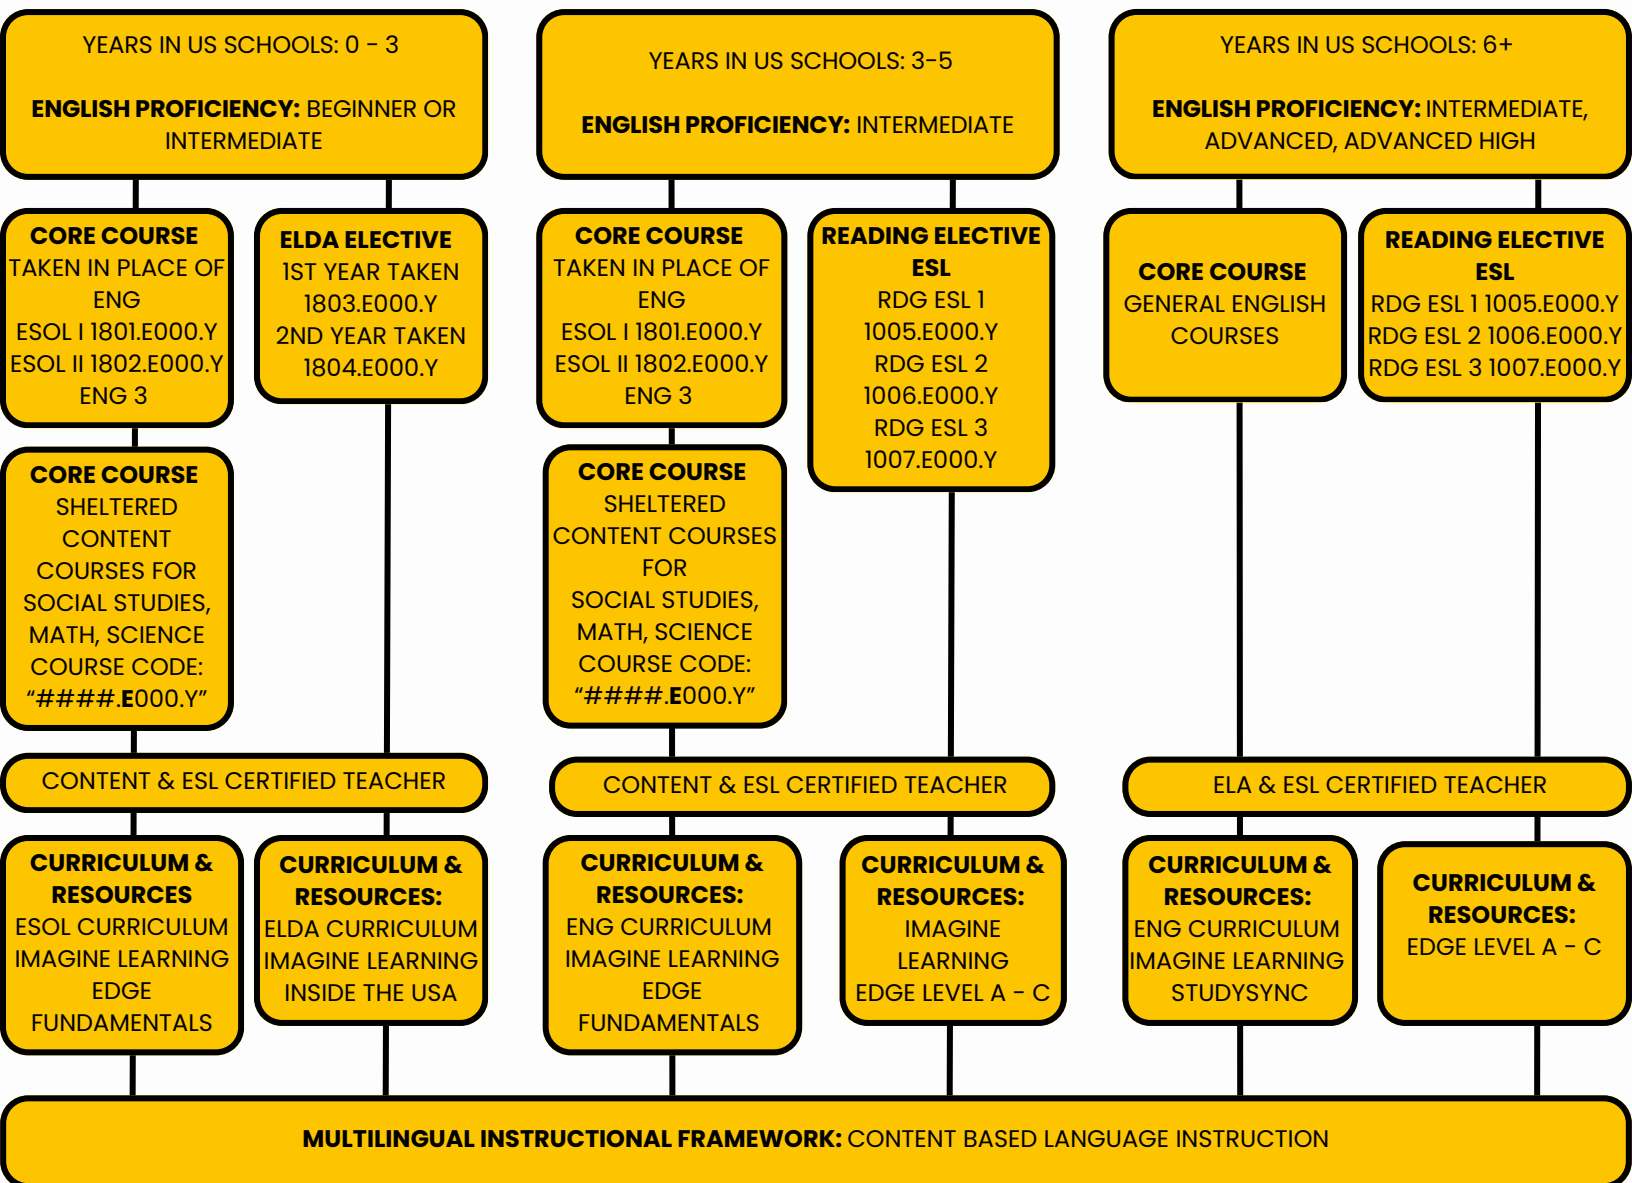 YEARS IN US SCHOOLS: 0 - 3
ENGLISH PROFICIENCY: BEGINNER OR
INTERMEDIATE
YEARS IN US SCHOOLS: 3-5
ENGLISH PROFICIENCY: INTERMEDIATE
YEARS IN US SCHOOLS: 6+
ENGLISH PROFICIENCY: INTERMEDIATE,
ADVANCED, ADVANCED HIGH
CORE COURSE
TAKEN IN PLACE OF
ENG
ESOL I 1801.E000.Y
ESOL II 1802.E000.Y
ENG 3
ELDA ELECTIVE
1ST YEAR TAKEN
1803.E000.Y
2ND YEAR TAKEN
1804.E000.Y
CORE COURSE
TAKEN IN PLACE OF
ENG
ESOL I 1801.E000.Y
ESOL II 1802.E000.Y
ENG 3
READING ELECTIVE
ESL
RDG ESL 1
1005.E000.Y
RDG ESL 2
1006.E000.Y
RDG ESL 3
1007.E000.Y
CORE COURSE
GENERAL ENGLISH
COURSES
READING ELECTIVE
ESL
RDG ESL 1 1005.E000.Y
RDG ESL 2 1006.E000.Y
RDG ESL 3 1007.E000.Y
CORE COURSE
SHELTERED
CONTENT
COURSES FOR
SOCIAL STUDIES,
MATH, SCIENCE
COURSE CODE:
“####.E000.Y”
CORE COURSE
SHELTERED
CONTENT COURSES
FOR
SOCIAL STUDIES,
MATH, SCIENCE
COURSE CODE:
“####.E000.Y”
CONTENT & ESL CERTIFIED TEACHER
CONTENT & ESL CERTIFIED TEACHER
ELA & ESL CERTIFIED TEACHER
CURRICULUM &
RESOURCES
ESOL CURRICULUM
IMAGINE LEARNING
EDGE
FUNDAMENTALS
CURRICULUM &
RESOURCES:
ELDA CURRICULUM
IMAGINE LEARNING
INSIDE THE USA
CURRICULUM &
RESOURCES:
ENG CURRICULUM
IMAGINE LEARNING
EDGE
FUNDAMENTALS
CURRICULUM &
RESOURCES:
IMAGINE
LEARNING
EDGE LEVEL A - C
CURRICULUM &
RESOURCES:
ENG CURRICULUM
IMAGINE LEARNING
STUDYSYNC
CURRICULUM &
RESOURCES:
EDGE LEVEL A - C
MULTILINGUAL INSTRUCTIONAL FRAMEWORK: CONTENT BASED LANGUAGE INSTRUCTION